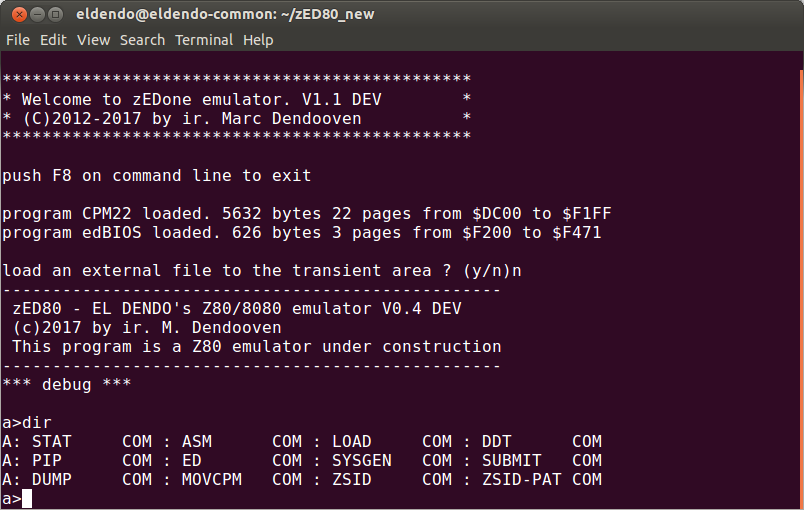 eldendo@eldendo-common: ~/zED80_new
File Edit View Search Terminal Help
***********************************************
* Welcome to zEDone emulator. V1.1 DEV        *
* (C)2012-2017 by ir. Marc Dendooven          *
***********************************************
push F8 on command line to exit
program CPM22 loaded. 5632 bytes 22 pages from $DC00 to $F1FF
program edBIOS loaded. 626 bytes 3 pages from $F200 to $F471
load an external file to the transient area ? (y/n)n
--------------------------------------------------
 zED80 - EL DENDO's Z80/8080 emulator V0.4 DEV
 (c)2017 by ir. M. Dendooven
 This program is a Z80 emulator under construction
--------------------------------------------------
*** debug ***
a>dir
A: STAT     COM : ASM      COM : LOAD     COM : DDT      COM
A: PIP      COM : ED       COM : SYSGEN   COM : SUBMIT   COM
A: DUMP     COM : MOVCPM   COM : ZSID     COM : ZSID-PAT COM
a>